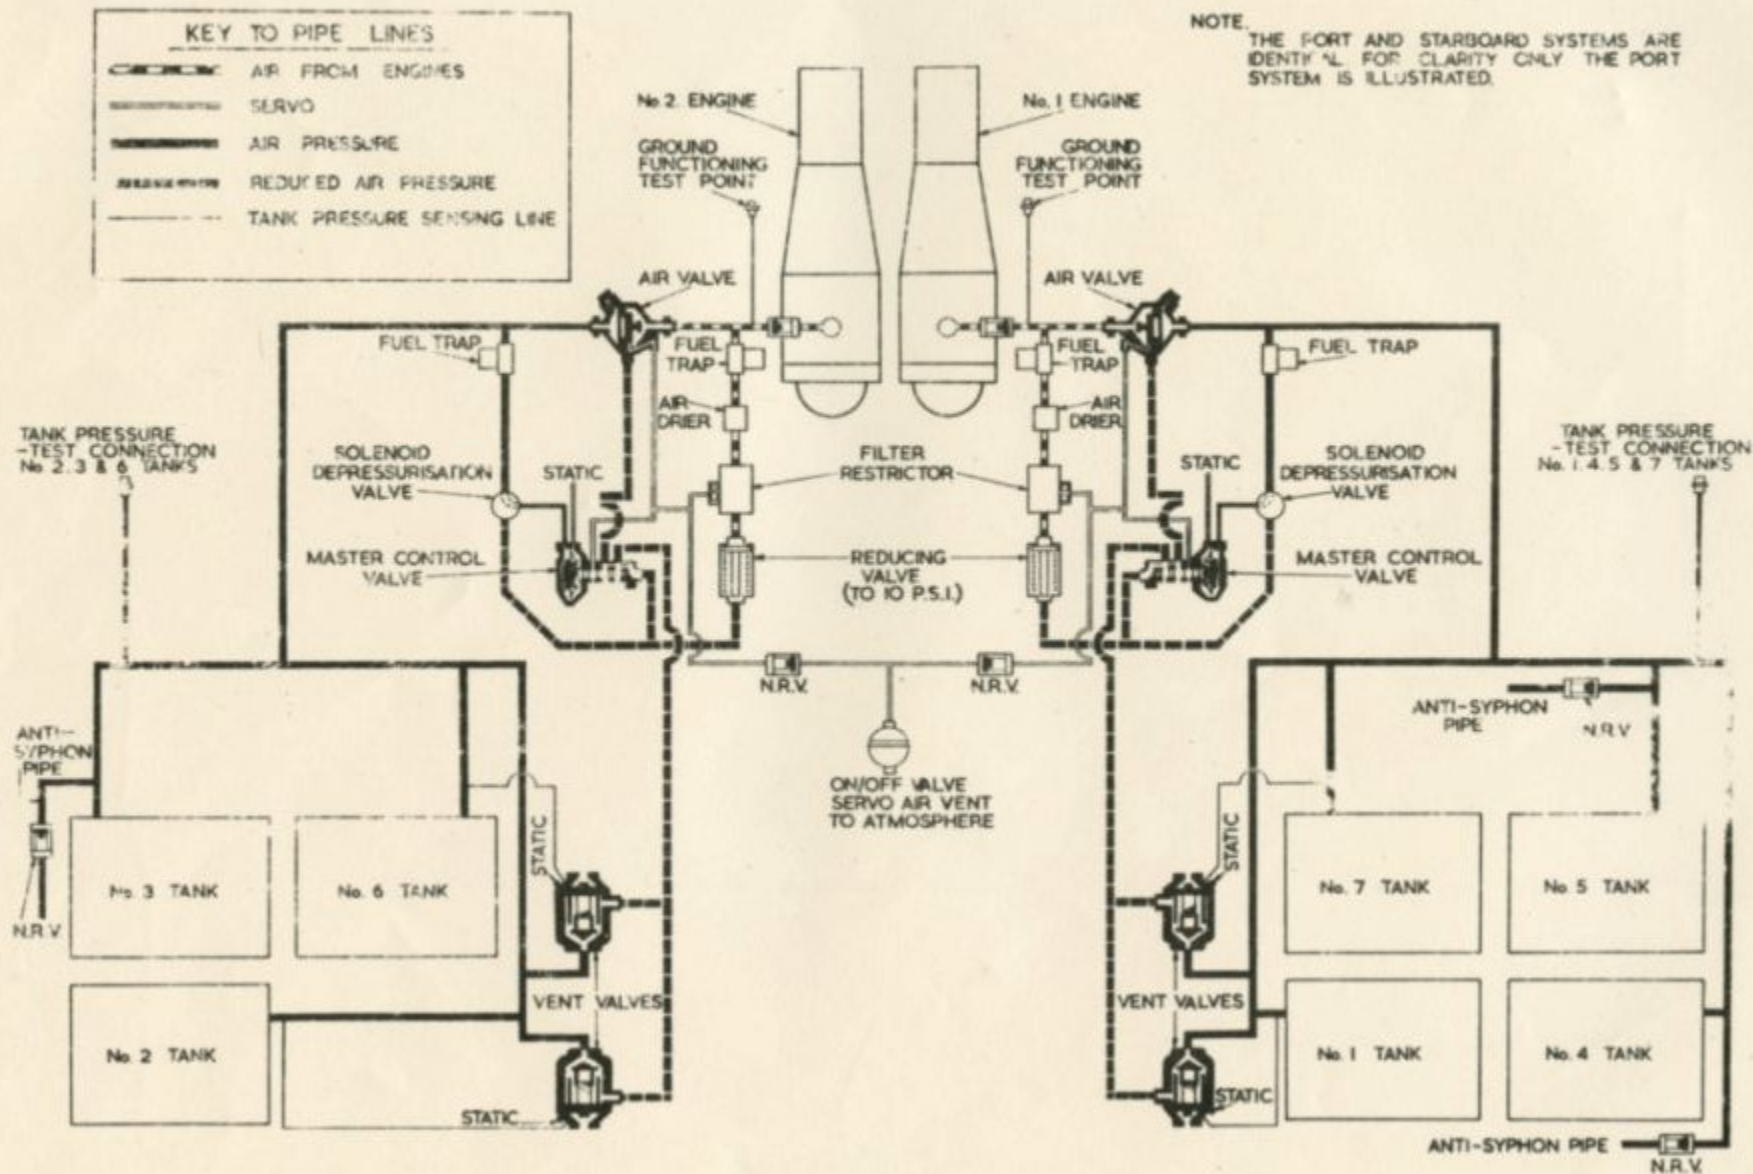 KEY TO PIPE LINES
AIR FROM ENGINES
SERVO
AIR PRESSURE
REDUCED AIR PRESSURE
TANK PRESSURE SENSING LINE
NOTE.
THE PORT AND STARBOARD SYSTEMS ARE
IDENTICAL FOR CLARITY ONLY THE PORT
SYSTEM IS ILLUSTRATED.
No. 2. ENGINE
No. 1 ENGINE
GROUND
FUNCTIONING
TEST POINT
GROUND
FUNCTIONING
TEST POINT
AIR VALVE
AIR VALVE
FUEL TRAP
FUEL
TRAP
FUEL
TRAP
FUEL TRAP
AIR
DRIER
AIR
DRIER
TANK PRESSURE
-TEST CONNECTION
No. 2. 3 & 6 TANKS
SOLENOID
DEPRESSURISATION
VALVE
STATIC
FILTER
RESTRICTOR
STATIC
SOLENOID
DEPRESSURISATION
VALVE
TANK PRESSURE
-TEST CONNECTION
No. 1. 4. 5 & 7 TANKS
MASTER CONTROL
VALVE
REDUCING
VALVE
(TO 10 P.S.I.)
MASTER CONTROL
VALVE
N.R.V.
N.R.V.
ANTI-
SYPHON
PIPE
ANTI-SYPHON
PIPE
N.R.V
ON/OFF VALVE
SERVO AIR VENT
TO ATMOSPHERE
STATIC
STATIC
No. 3 TANK
No. 6 TANK
No. 7 TANK
No. 5 TANK
N.R.V.
VENT VALVES
VENT VALVES
No. 2 TANK
No. 1 TANK
No. 4 TANK
STATIC
STATIC
ANTI-SYPHON PIPE
N.R.V.